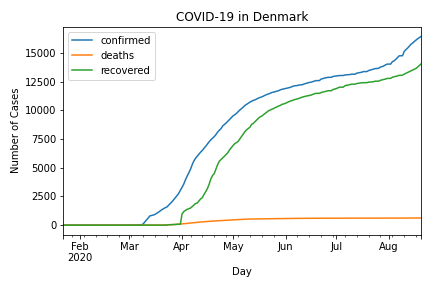 COVID-19 in Denmark
confirmed
deaths
recovered
Number of Cases
15000
12500
10000
7500
5000
2500
0
Feb Mar Apr May Jun Jul Aug
2020
Day